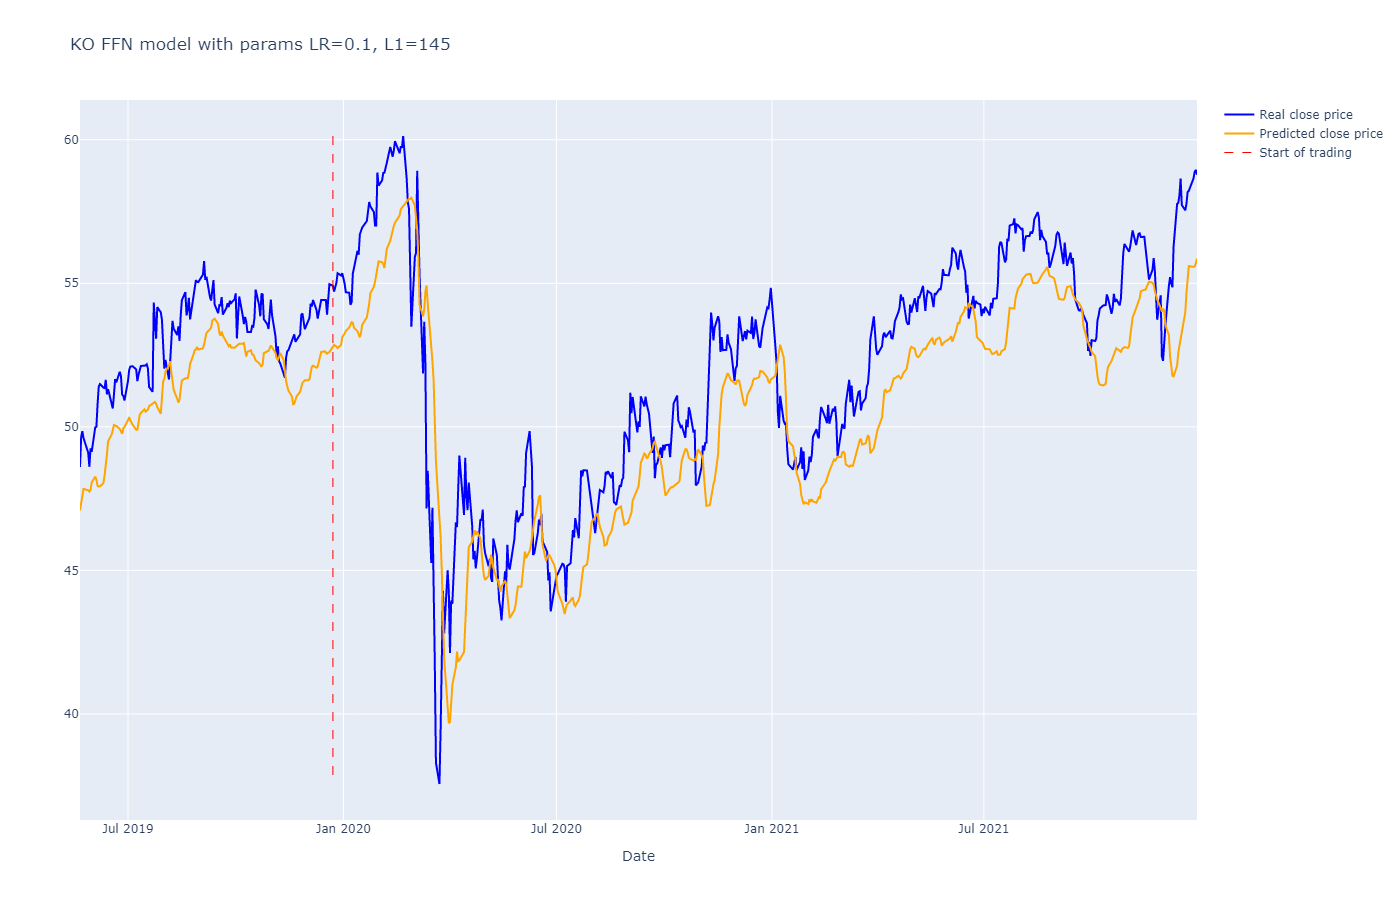 KO FFN model with params LR=0.1, L1=145
Real close price
Predicted close price
Start of trading
60
55
50
45
40
Jul 2019
Jan 2020
Jul 2020
Jan 2021
Jul 2021
Date